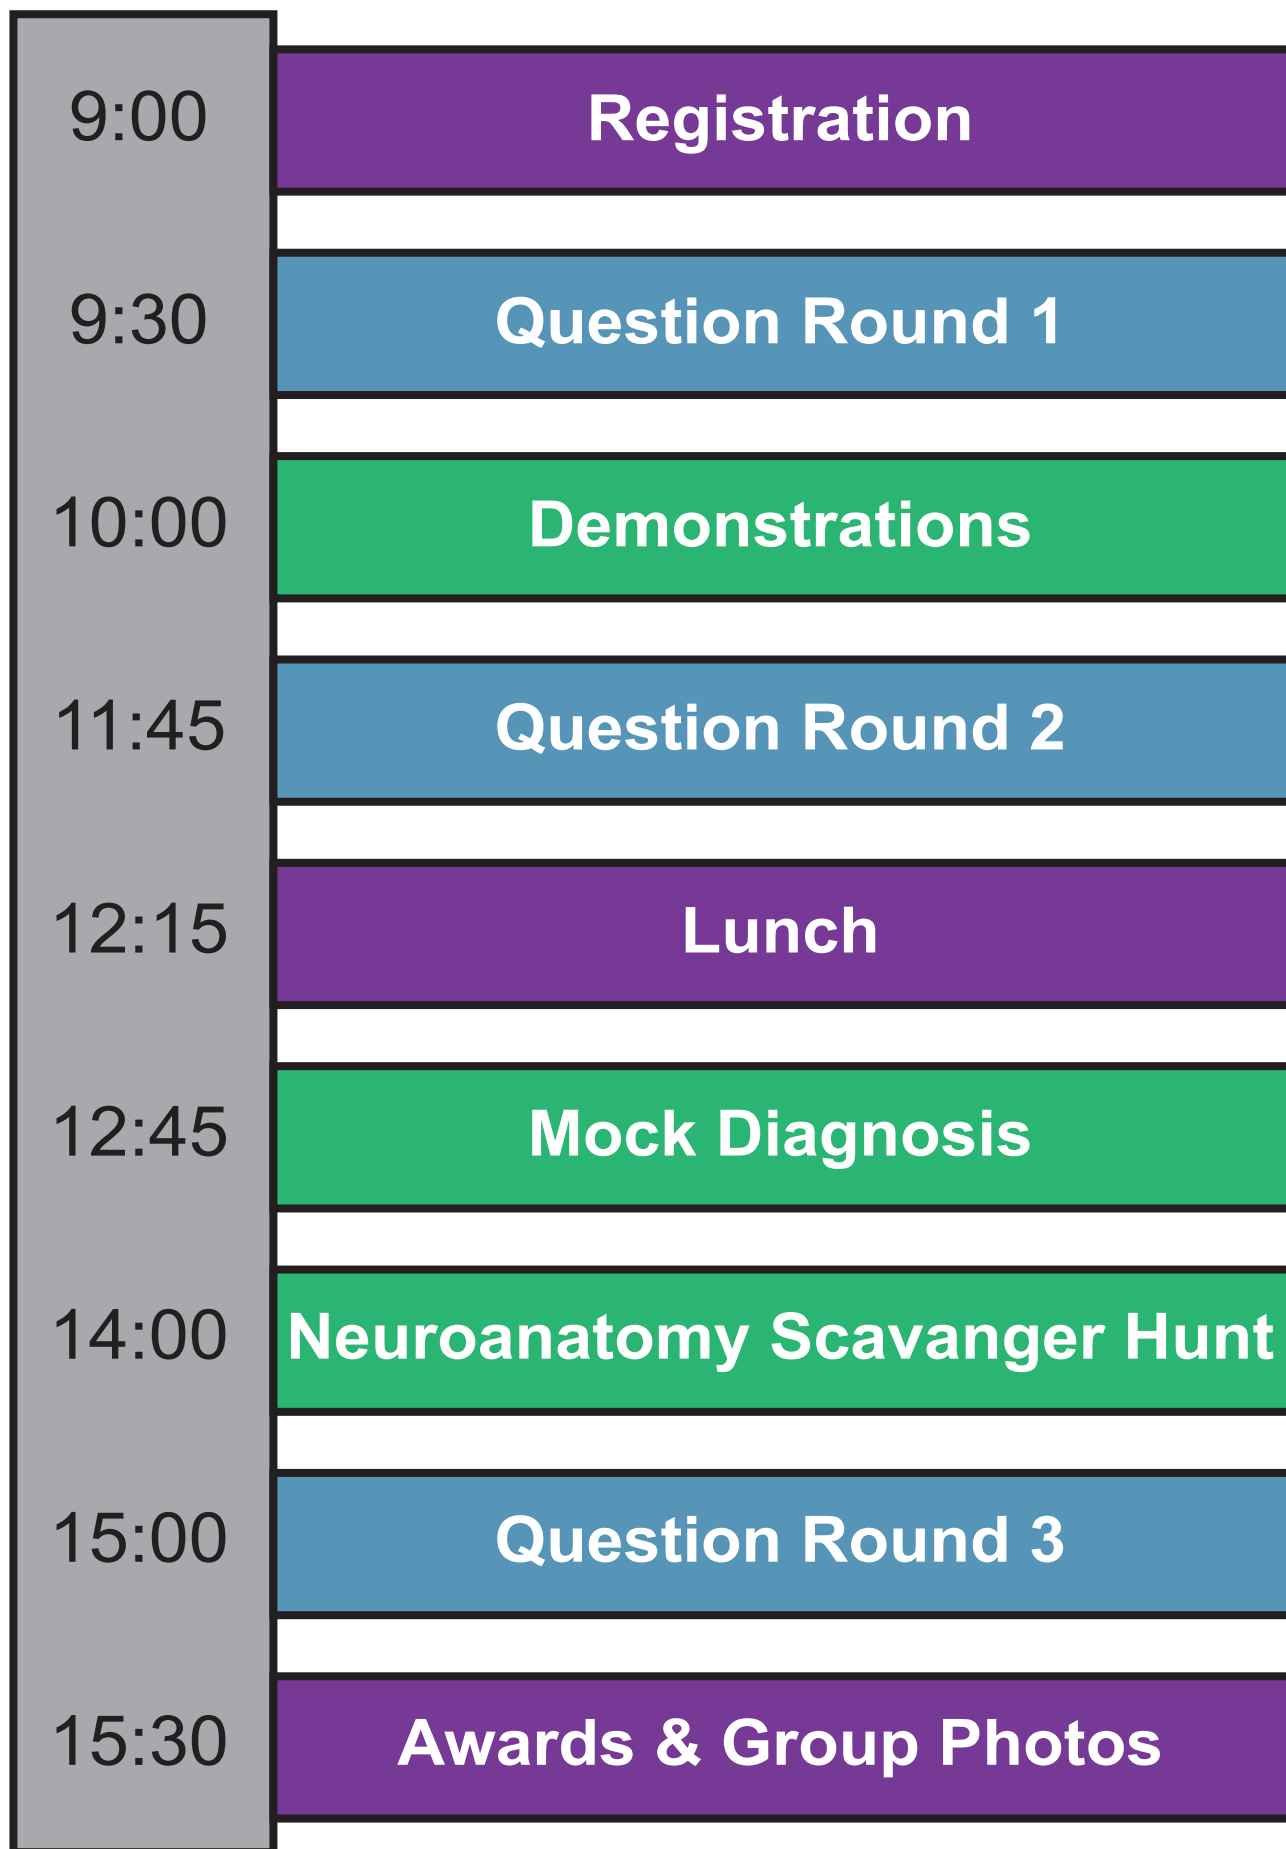 9:00 Registration
9:30 Question Round 1
10:00 Demonstrations
11:45 Question Round 2
12:15 Lunch
12:45 Mock Diagnosis
14:00 Neuroanatomy Scavanger Hunt
15:00 Question Round 3
15:30 Awards & Group Photos